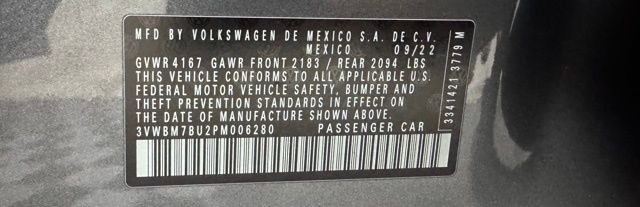 MFD BY VOLKSWAGEN DE MEXICO S.A. DE C.V.
MEXICO 09/22
GVWR 4167 GAWR FRONT 2183 / REAR 2094 LBS
THIS VEHICLE CONFORMS TO ALL APPLICABLE U.S.
FEDERAL MOTOR VEHICLE SAFETY, BUMPER AND
THEFT PREVENTION STANDARDS IN EFFECT ON
THE DATE OF MANUFACTURE SHOWN ABOVE.
3VWBM7BU2PM006280 PASSENGER CAR
3341421 3779 M